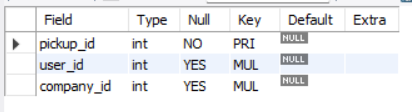 Field Type Null Key Default Extra
pickup_id int NO PRI NULL
user_id int YES MUL NULL
company_id int YES MUL NULL